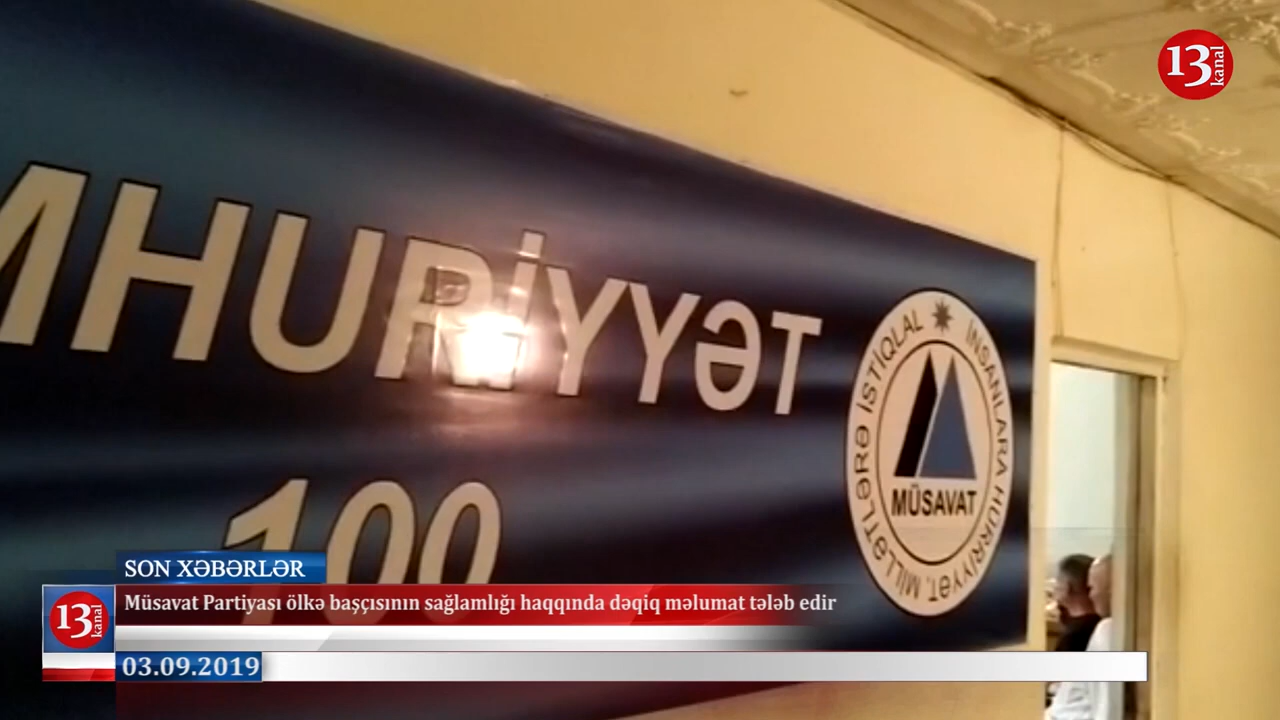 13 kanal
MHURİYYƏT
100
İNSANLARA HÜRRİYYƏT, MİLLƏTLƏRƏ İSTİQLAL
MÜSAVAT
SON XƏBƏRLƏR
13 kanal
Müsavat Partiyası ölkə başçısının sağlamlığı haqqında dəqiq məlumat tələb edir
03.09.2019